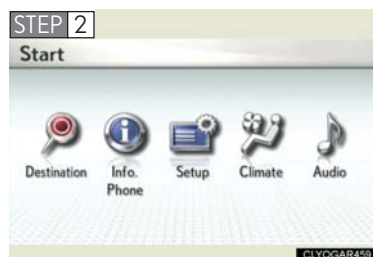 STEP 2
Start
Destination
Info.
Phone
Setup
Climate
Audio
CLYOGAR459